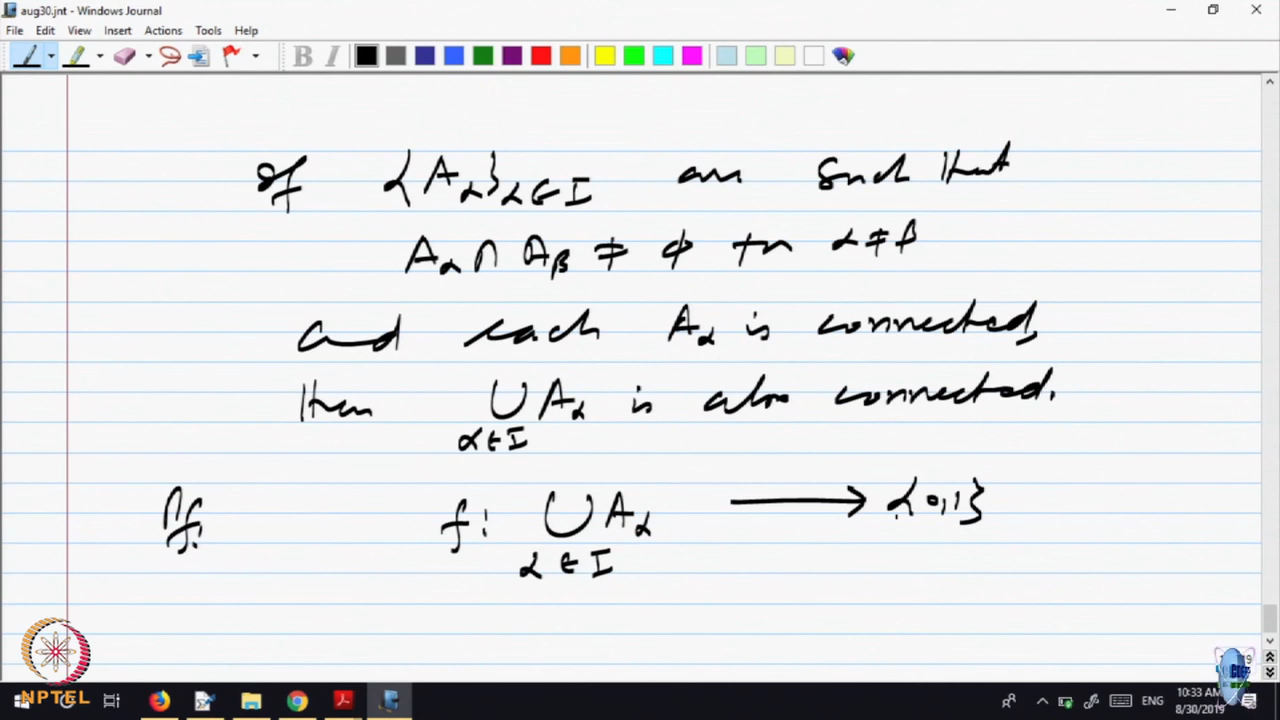 aug30.jnt - Windows Journal
File Edit View Insert Actions Tools Help
If {A_α}_{α∈I} are such that
A_α ∩ A_β ≠ φ for α ≠ β
and each A_α is connected,
then ∪_{α∈I} A_α is also connected.
Pf: f: ∪_{α∈I} A_α → {0,1}
NPTEL
ENG
10:33 AM
8/30/2019